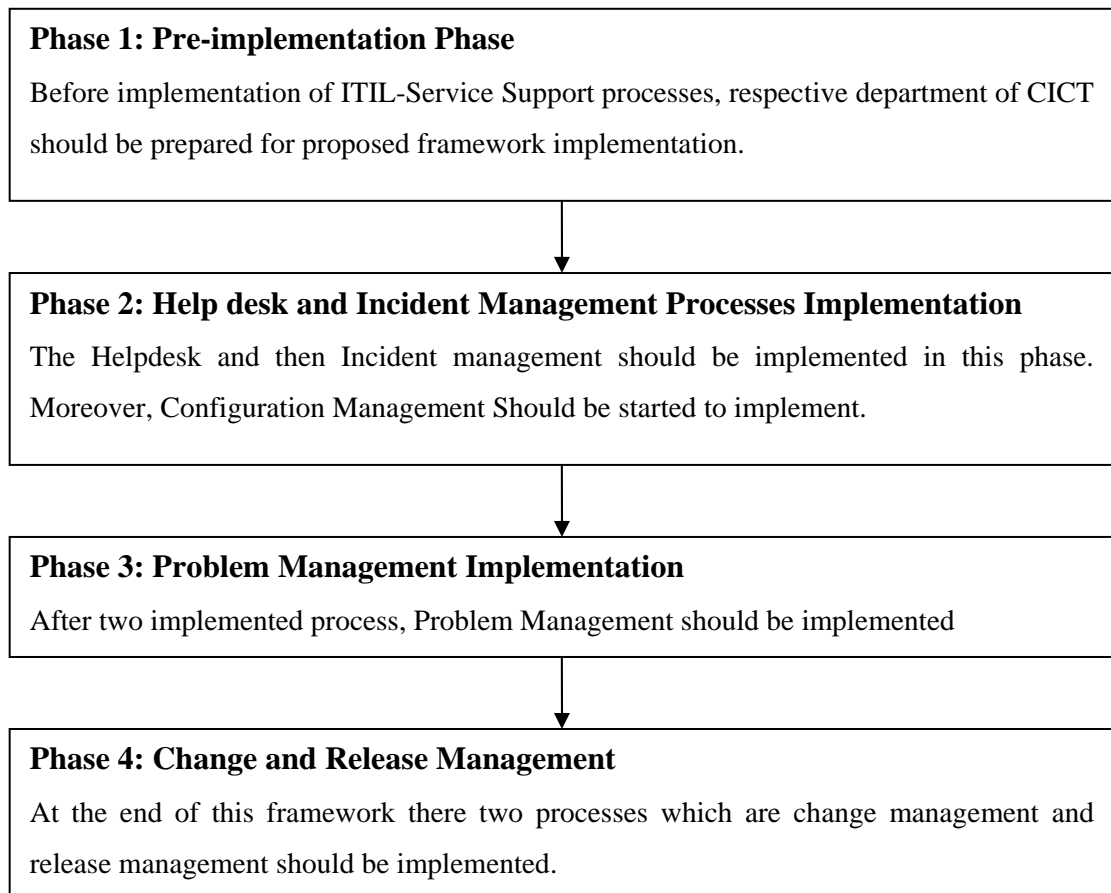 Phase 1: Pre-implementation Phase
Before implementation of ITIL-Service Support processes, respective department of CICT
should be prepared for proposed framework implementation.
Phase 2: Help desk and Incident Management Processes Implementation
The Helpdesk and then Incident management should be implemented in this phase.
Moreover, Configuration Management Should be started to implement.
Phase 3: Problem Management Implementation
After two implemented process, Problem Management should be implemented
Phase 4: Change and Release Management
At the end of this framework there two processes which are change management and
release management should be implemented.